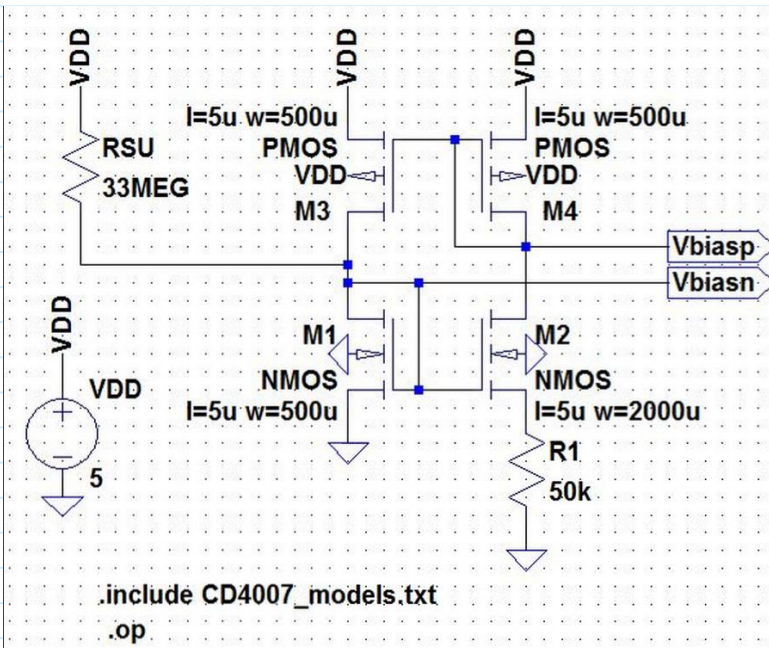 VDD
VDD
VDD
l=5u w=500u
l=5u w=500u
RSU
PMOS
PMOS
33MEG
VDD
VDD
M3
M4
Vbiasp
Vbiasn
VDD
M1
M2
VDD
NMOS
NMOS
l=5u w=500u
l=5u w=2000u
R1
5
50k
.include CD4007_models.txt
.op